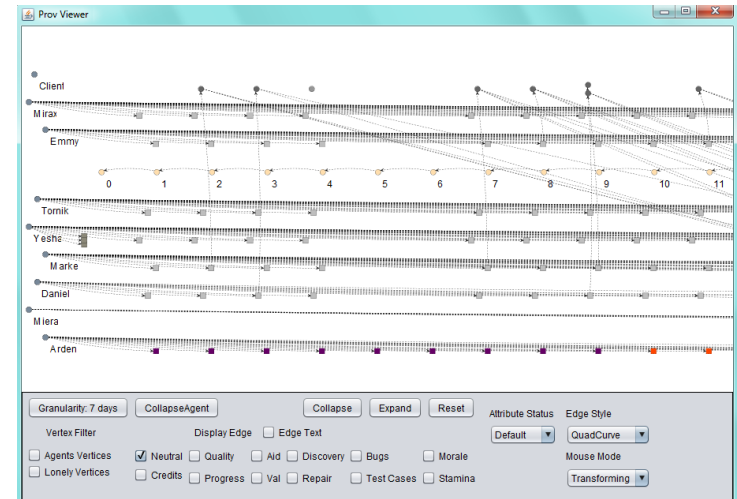 Prov Viewer
Client
Mirax
Emmy
0 1 2 3 4 5 6 7 8 9 10 11
Tornik
Yesha
Marke
Daniel
Miera
Arden
Granularity: 7 days CollapseAgent Collapse Expand Reset Attribute Status Edge Style
Vertex Filter Display Edge Edge Text Default QuadCurve
Agents Vertices Neutral Quality Aid Discovery Bugs Morale Mouse Mode
Lonely Vertices Credits Progress Val Repair Test Cases Stamina Transforming